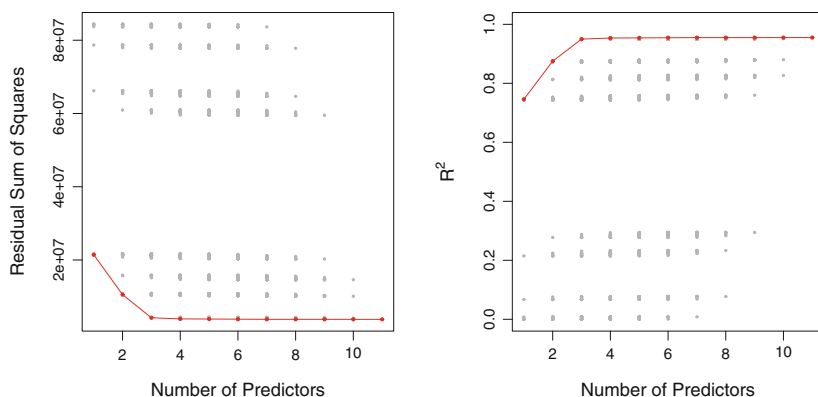 Residual Sum of Squares
8e+07
6e+07
4e+07
2e+07
2 4 6 8 10
Number of Predictors
R²
1.0
0.8
0.6
0.4
0.2
0.0
2 4 6 8 10
Number of Predictors